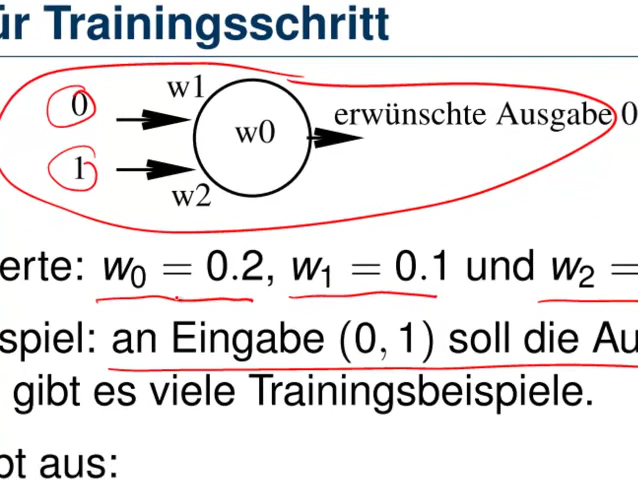 ür Trainingsschritt
w1
0
erwünschte Ausgabe 0
w0
1
w2
erte: w₀ = 0.2, w₁ = 0.1 und w₂ =
spiel: an Eingabe (0, 1) soll die Au
gibt es viele Trainingsbeispiele.
bt aus: